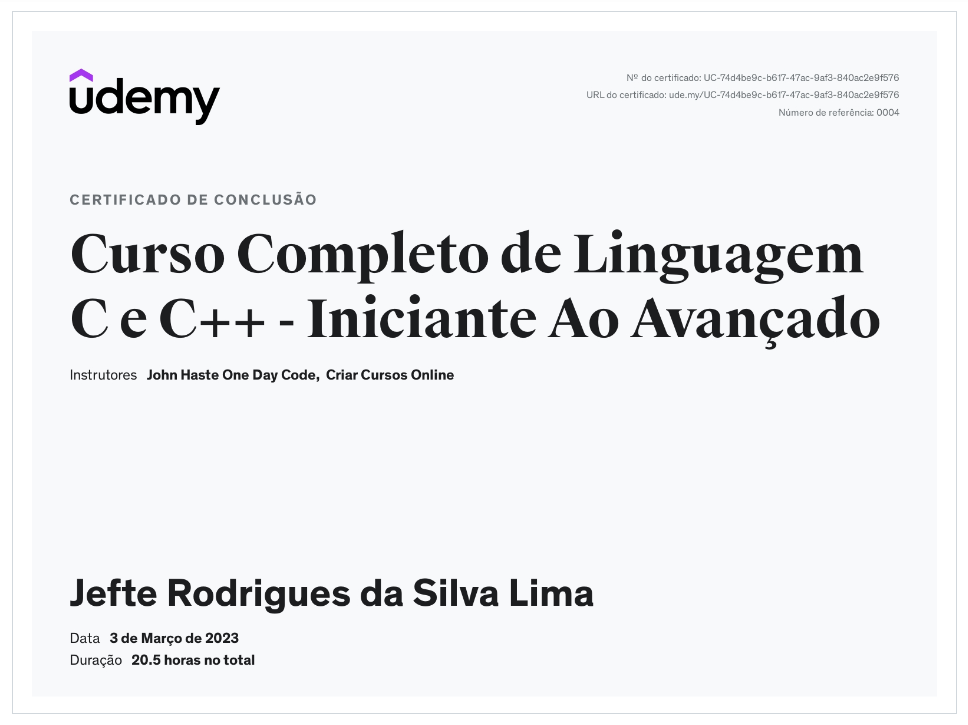 udemy
Nº do certificado: UC-74d4be9c-b617-47ac-9af3-840ac2e9f576
URL do certificado: ude.my/UC-74d4be9c-b617-47ac-9af3-840ac2e9f576
Número de referência: 0004
CERTIFICADO DE CONCLUSÃO
Curso Completo de Linguagem
C e C++ - Iniciante Ao Avançado
Instrutores John Haste One Day Code, Criar Cursos Online
Jefte Rodrigues da Silva Lima
Data 3 de Março de 2023
Duração 20.5 horas no total